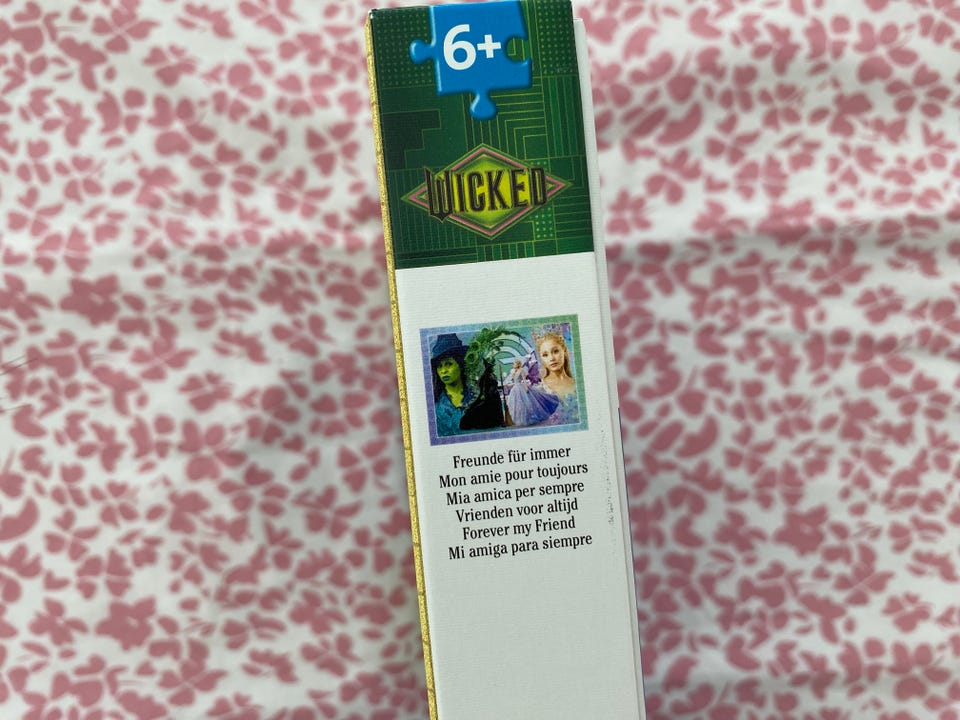 6+
WICKED
Freunde für immer
Mon amie pour toujours
Mia amica per sempre
Vrienden voor altijd
Forever my Friend
Mi amiga para siempre